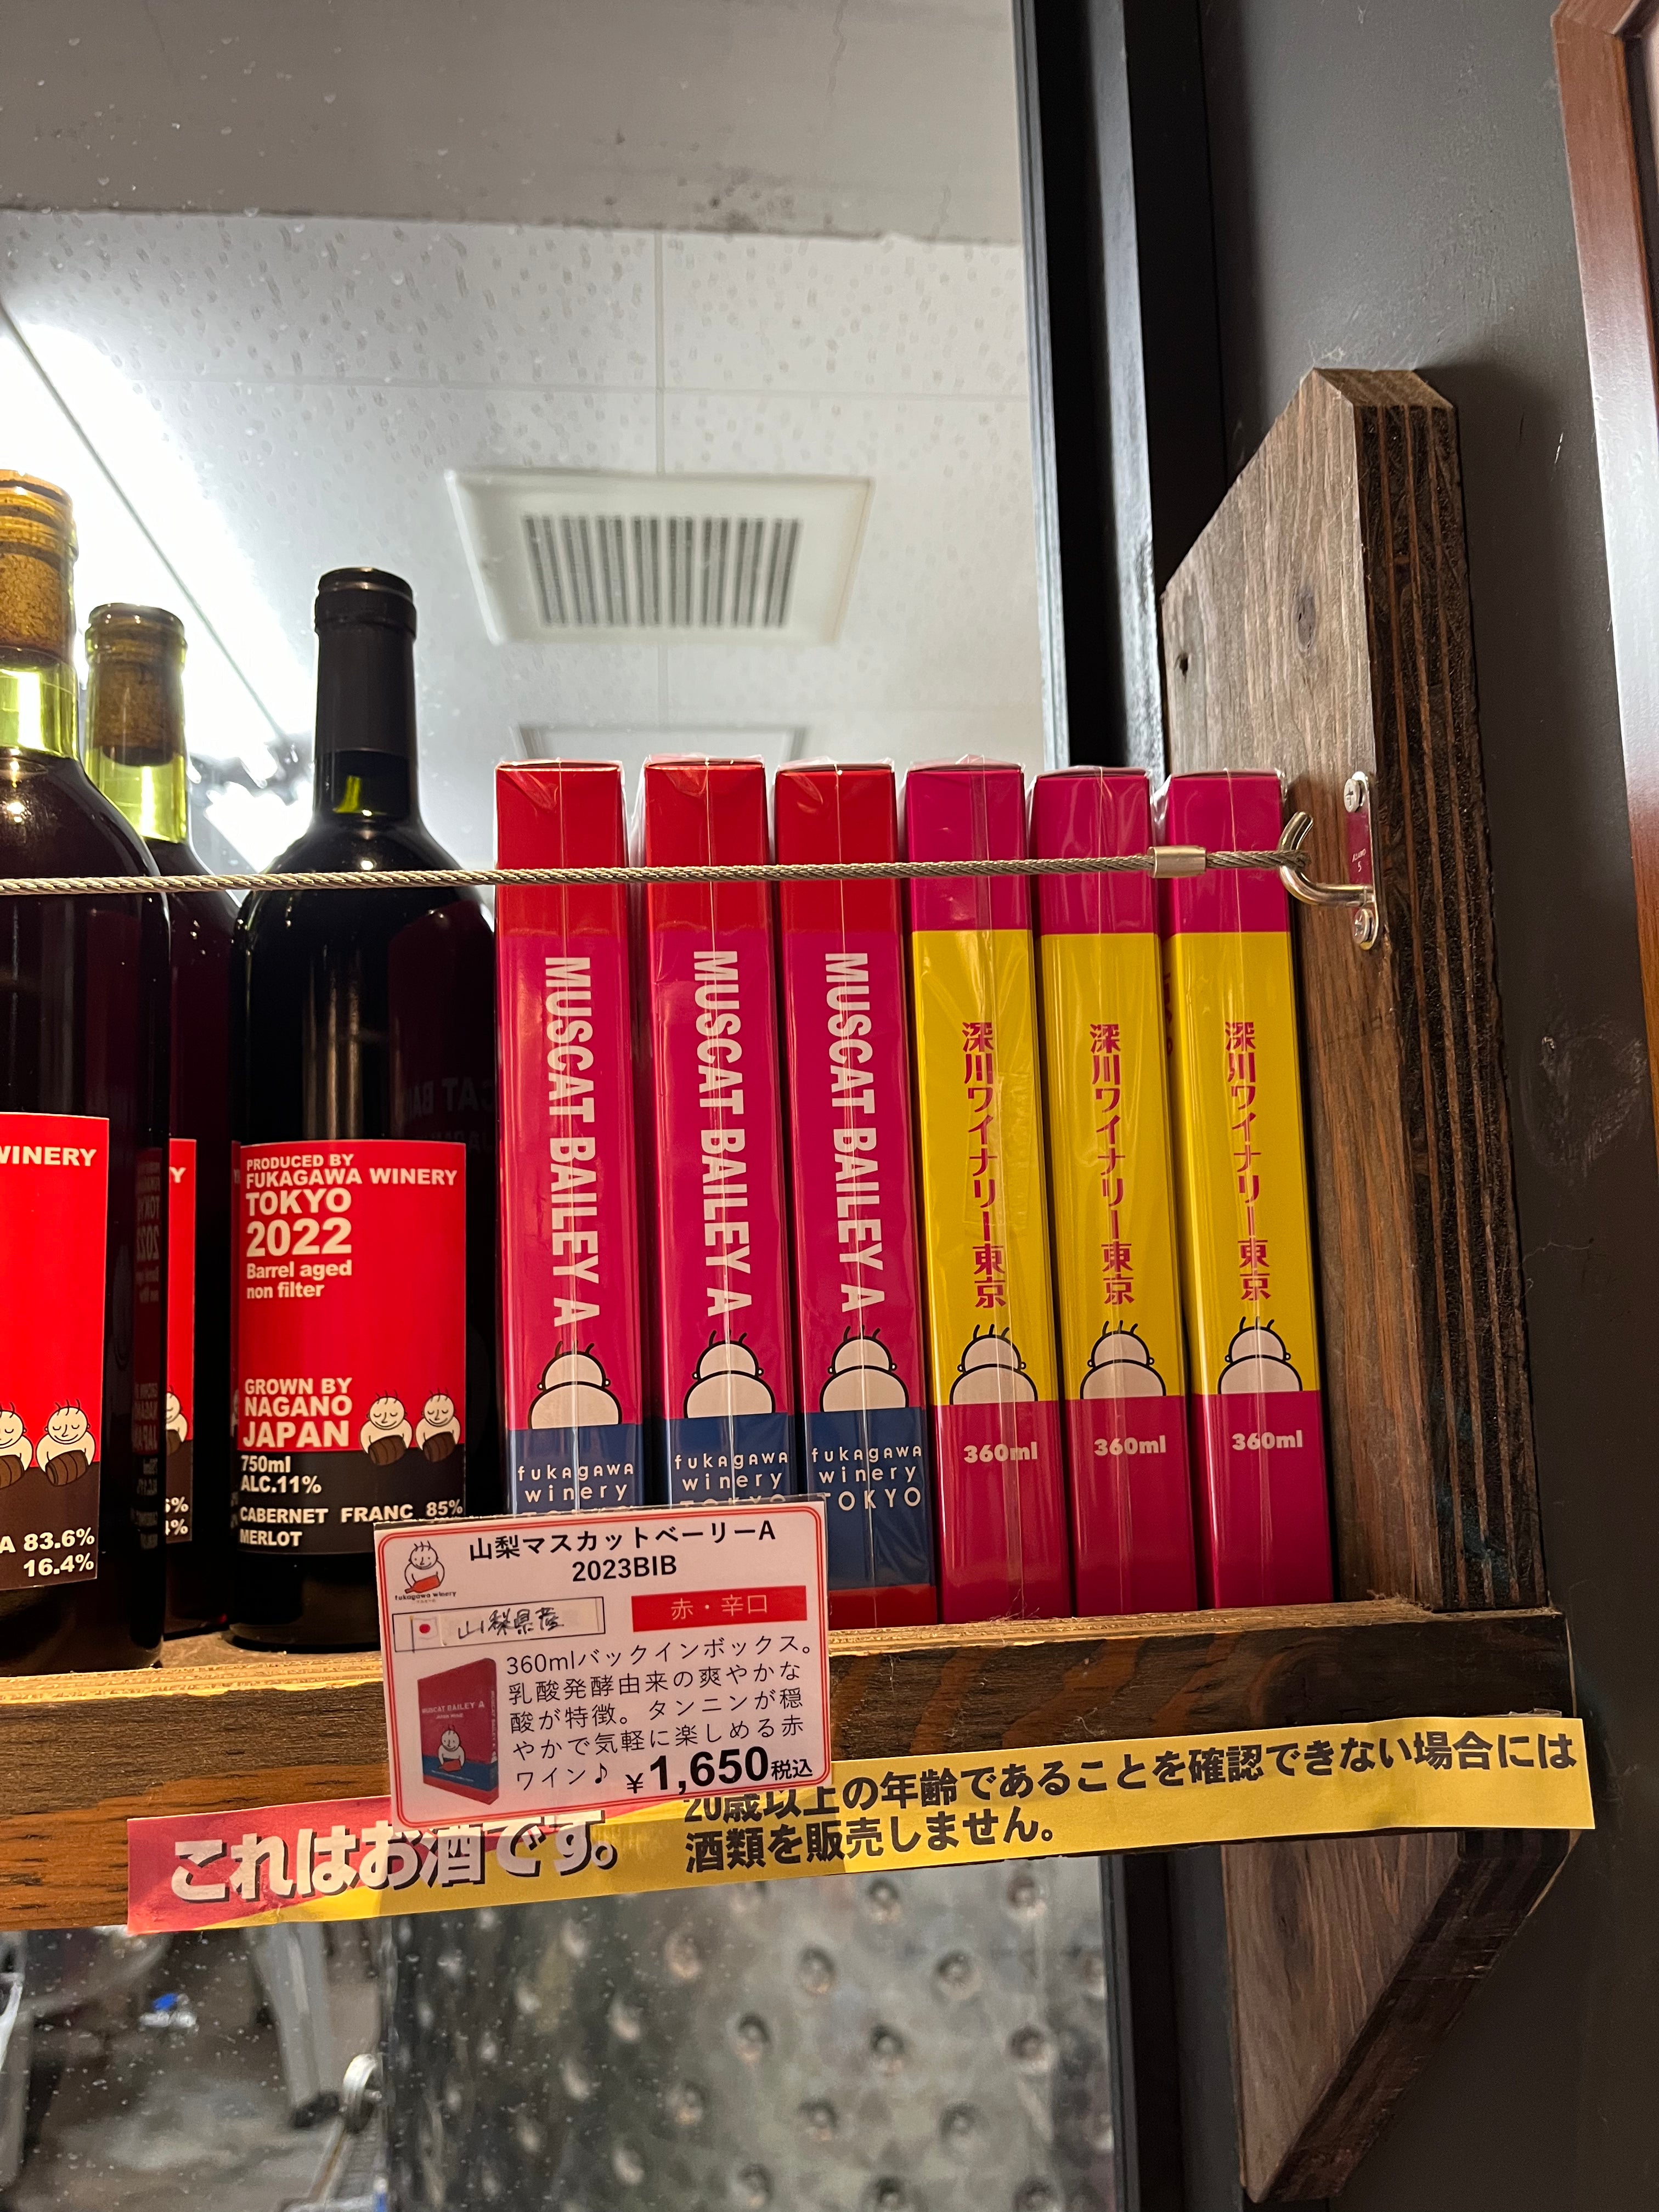 WINERY
A 83.6%
16.4%
Y
6%
4%
PRODUCED BY
FUKAGAWA WINERY
TOKYO
2022
Barrel aged
non filter
GROWN BY
NAGANO
JAPAN
750ml
ALC.11%
CABERNET FRANC 85%
MERLOT
MUSCAT BAILEY A
fukagawa
winery
MUSCAT BAILEY A
fukagawa
winery
TOKYO
MUSCAT BAILEY A
fukagawa
winery
TOKYO
深川ワイナリー東京
360ml
深川ワイナリー東京
360ml
深川ワイナリー東京
360ml
fukagawa winery
山梨マスカットベーリーA
2023BIB
山梨県産
赤・辛口
MUSCAT BAILEY A
360mlバックインボックス。
乳酸発酵由来の爽やかな
酸が特徴。タンニンが穏
やかで気軽に楽しめる赤
ワイン♪
¥1,650税込
これはお酒です。
20歳以上の年齢であることを確認できない場合には
酒類を販売しません。